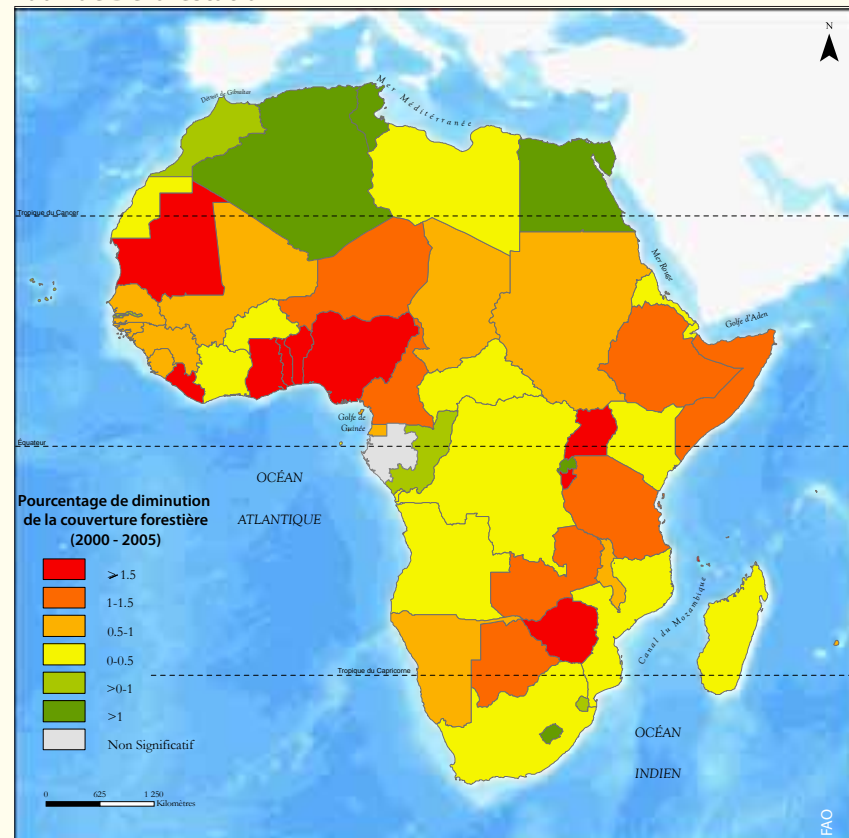 N
Détroit de Gibraltar
Mer Méditérranée
Tropique du Cancer
Mer Rouge
Golfe d'Aden
Golfe de
Guinée
Équateur
OCÉAN
ATLANTIQUE
Pourcentage de diminution
de la couverture forestière
(2000 - 2005)
⩾1.5
1-1.5
0.5-1
0-0.5
>0-1
>1
Non Significatif
Canal du Mozambique
Tropique du Capricorne
OCÉAN
INDIEN
0 625 1 250
Kilomètres
FAO